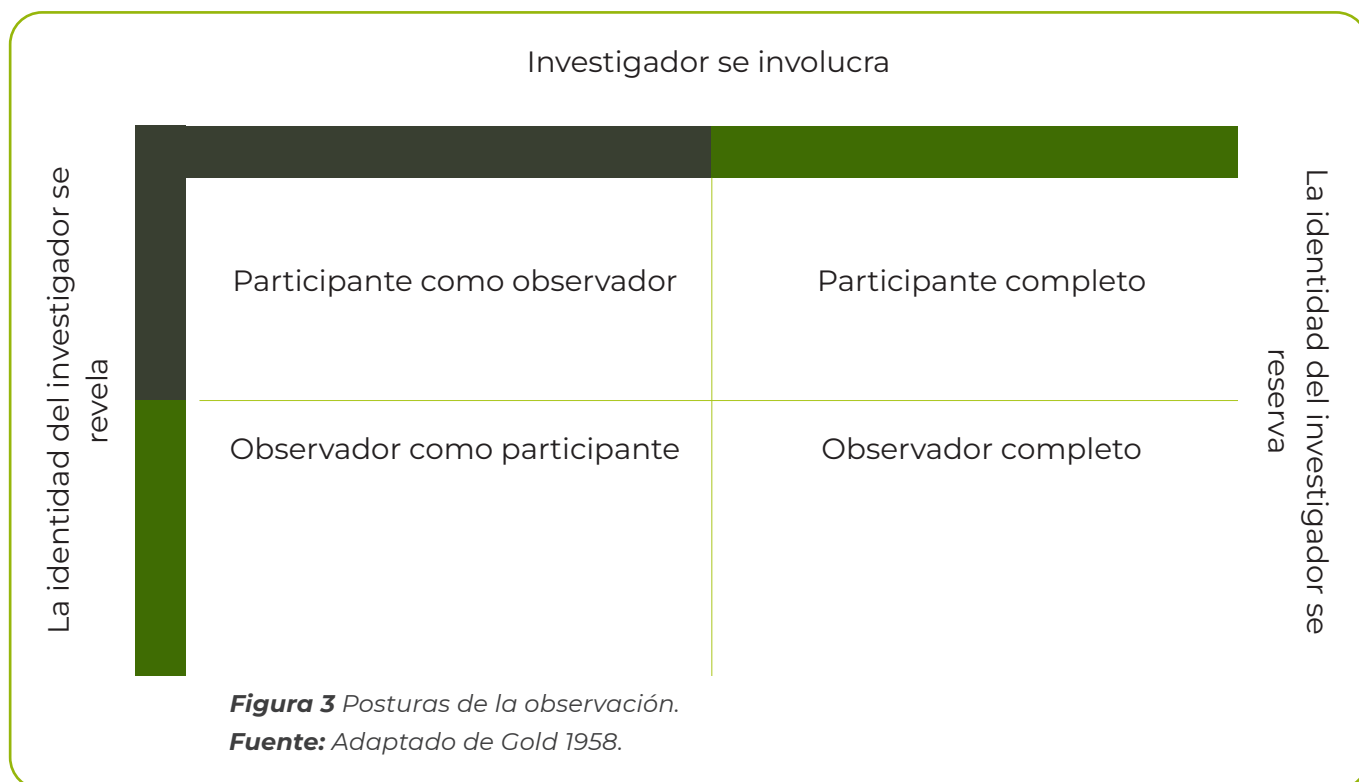 Investigador se involucra
La identidad del investigador se
revela
Participante como observador
Participante completo
Observador como participante
Observador completo
La identidad del investigador se
reserva
Figura 3 Posturas de la observación.
Fuente: Adaptado de Gold 1958.